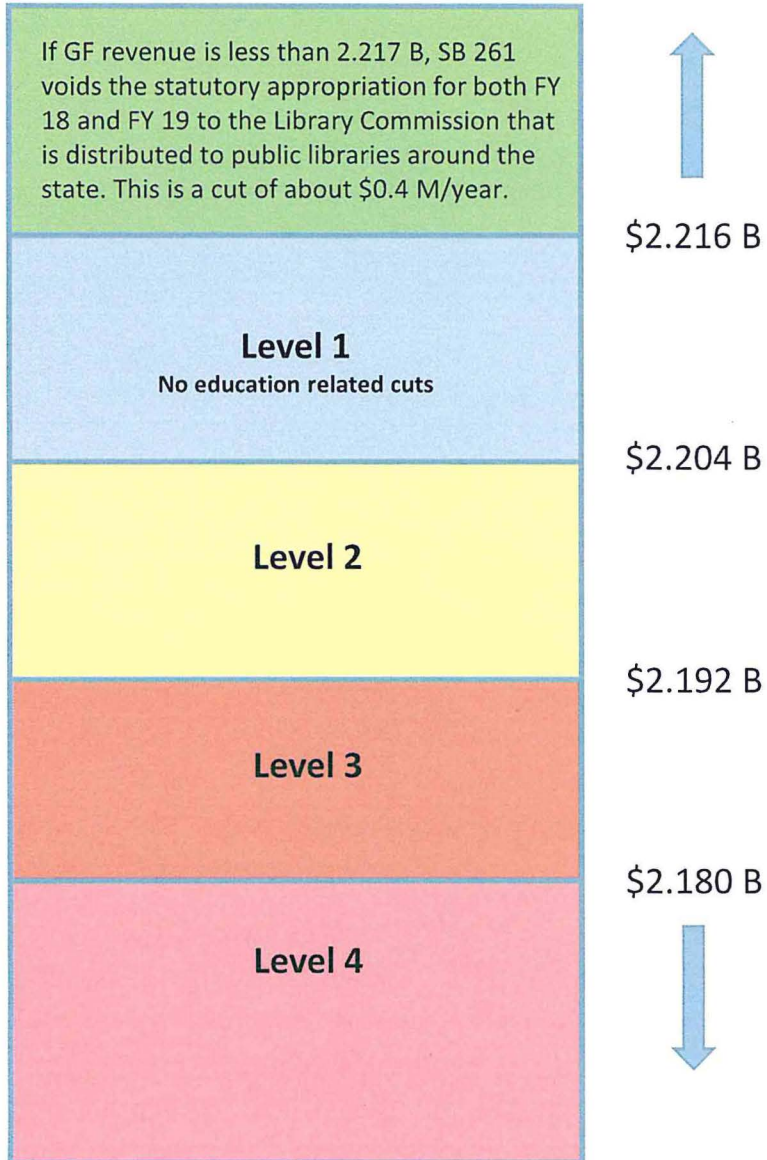 If GF revenue is less than 2.217 B, SB 261
voids the statutory appropriation for both FY
18 and FY 19 to the Library Commission that
is distributed to public libraries around the
state. This is a cut of about $0.4 M/year.
$2.216 B
Level 1
No education related cuts
$2.204 B
Level 2
$2.192 B
Level 3
$2.180 B
Level 4